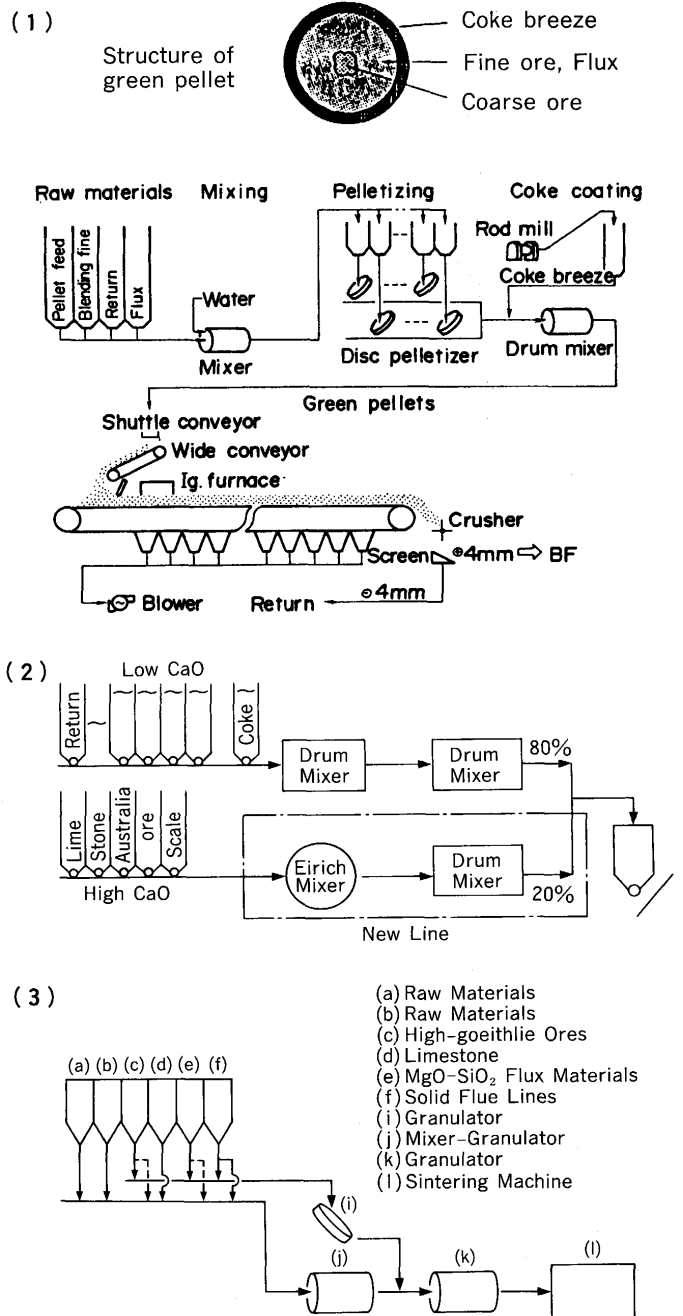 (1)
Structure of
green pellet
Coke breeze
Fine ore, Flux
Coarse ore
Raw materials Mixing Pelletizing Coke coating
Pellet feed
Blending fine
Return
Flux
Water
Mixer
Disc pelletizer
Rod mill
Coke breeze
Drum mixer
Green pellets
Shuttle conveyor
Wide conveyor
Ig. furnace
Crusher
Screen ⊕4mm ⇨ BF
Blower Return ⊖4mm
(2)
Low CaO
Return
Coke
Drum
Mixer
Drum
Mixer
80%
Lime
Stone
Australia
ore
Scale
High CaO
Eirich
Mixer
Drum
Mixer
20%
New Line
(3)
(a) Raw Materials
(b) Raw Materials
(c) High-goeithlie Ores
(d) Limestone
(e) MgO-SiO₂ Flux Materials
(f) Solid Flue Lines
(i) Granulator
(j) Mixer-Granulator
(k) Granulator
(l) Sintering Machine
(a) (b) (c) (d) (e) (f)
(i)
(j)
(k)
(l)